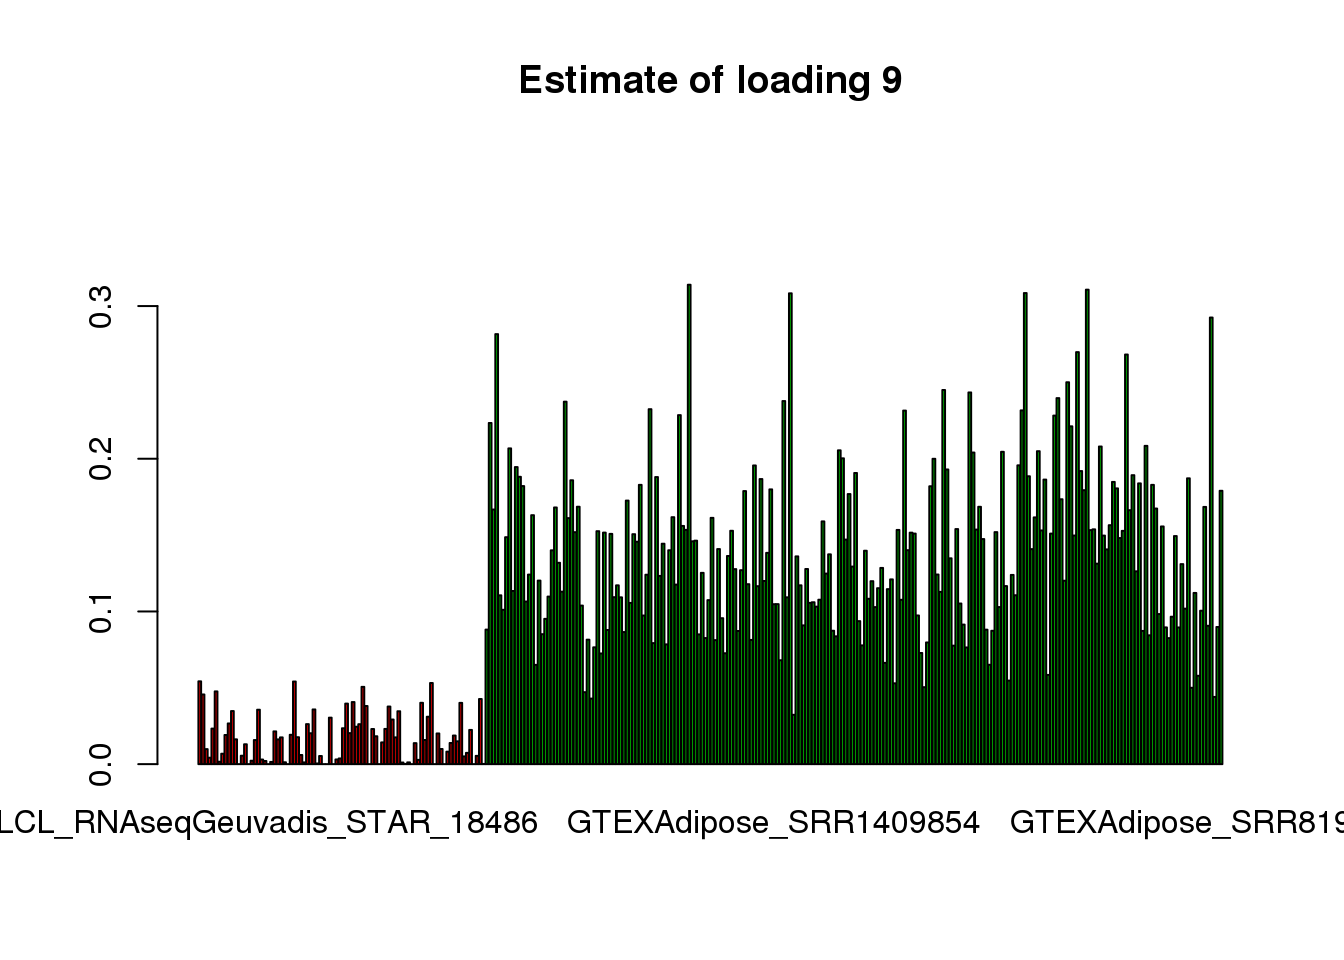 Estimate of loading 9
0.3
0.2
0.1
0.0
LCL_RNAseqGeuvadis_STAR_18486 GTEXAdipose_SRR1409854 GTEXAdipose_SRR819